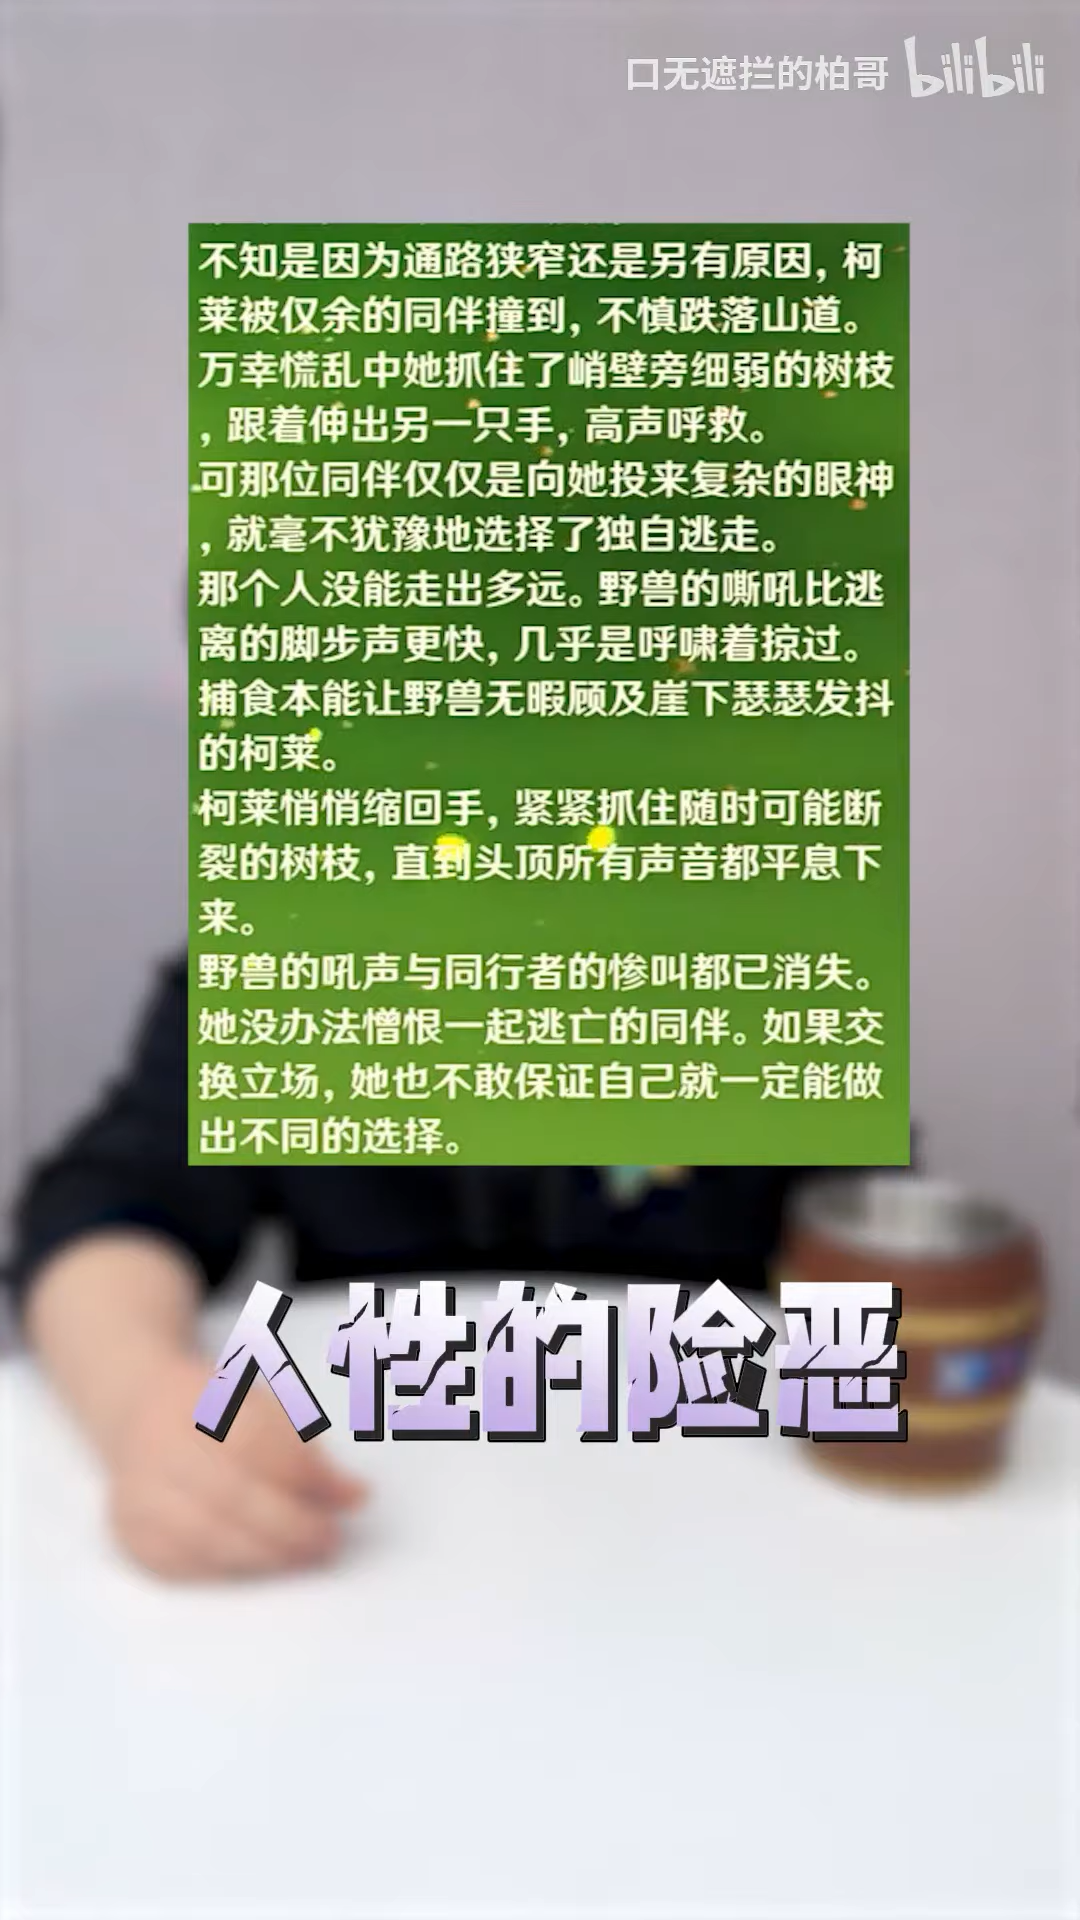 口无遮拦的柏哥 bilibili
不知是因为通路狭窄还是另有原因，柯
莱被仅余的同伴撞到，不慎跌落山道。
万幸慌乱中她抓住了峭壁旁细弱的树枝
，跟着伸出另一只手，高声呼救。
可那位同伴仅仅是向她投来复杂的眼神
，就毫不犹豫地选择了独自逃走。
那个人没能走出多远。野兽的嘶吼比逃
离的脚步声更快，几乎是呼啸着掠过。
捕食本能让野兽无暇顾及崖下瑟瑟发抖
的柯莱。
柯莱悄悄缩回手，紧紧抓住随时可能断
裂的树枝，直到头顶所有声音都平息下
来。
野兽的吼声与同行者的惨叫都已消失。
她没办法憎恨一起逃亡的同伴。如果交
换立场，她也不敢保证自己就一定能做
出不同的选择。
人性的险恶